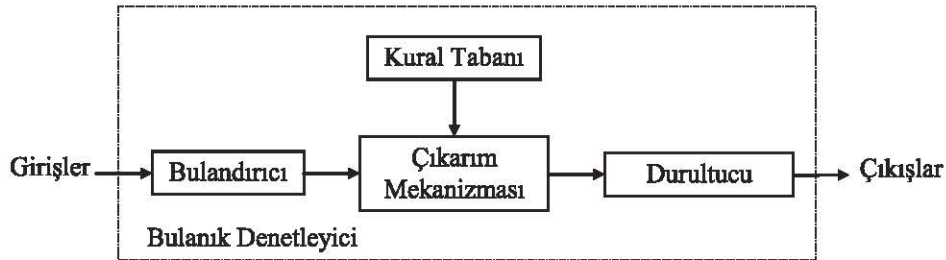 Kural Tabanı
Girişler
Bulandırıcı
Çıkarım
Mekanizması
Durultucu
Çıkışlar
Bulanık Denetleyici